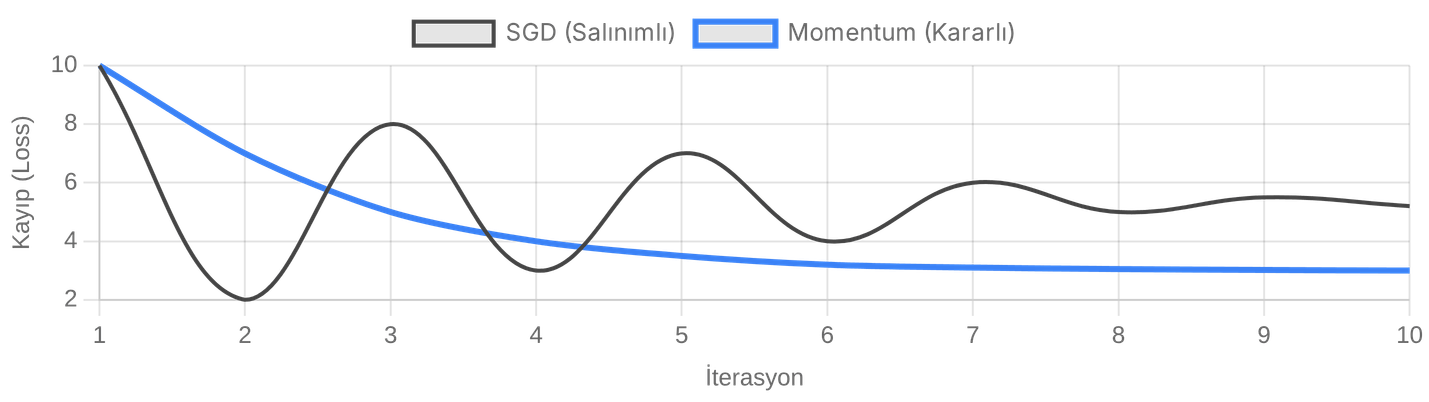 SGD (Salınımlı) Momentum (Kararlı)
Kayıp (Loss)
10
8
6
4
2
1 2 3 4 5 6 7 8 9 10
İterasyon